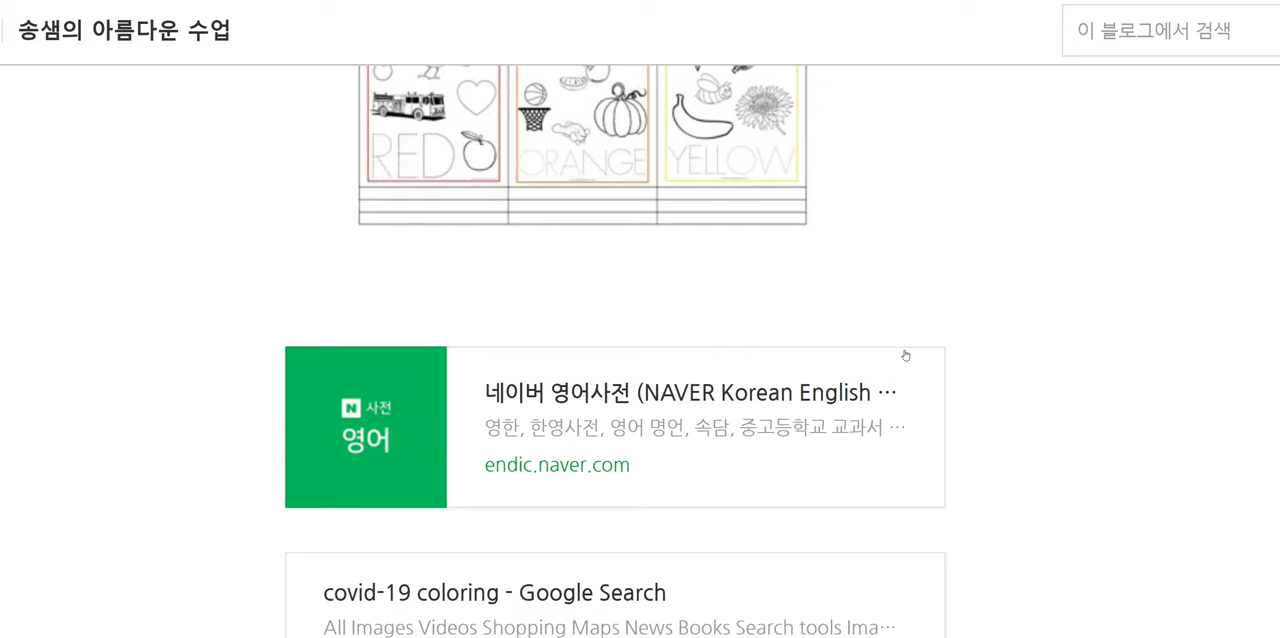 송샘의 아름다운 수업
이 블로그에서 검색
RED
ORANGE
YELLOW
네이버 영어사전 (NAVER Korean English ···
N 사전
영어
영한, 한영사전, 영어 명언, 속담, 중고등학교 교과서 ···
endic.naver.com
covid-19 coloring - Google Search
All Images Videos Shopping Maps News Books Search tools Ima···